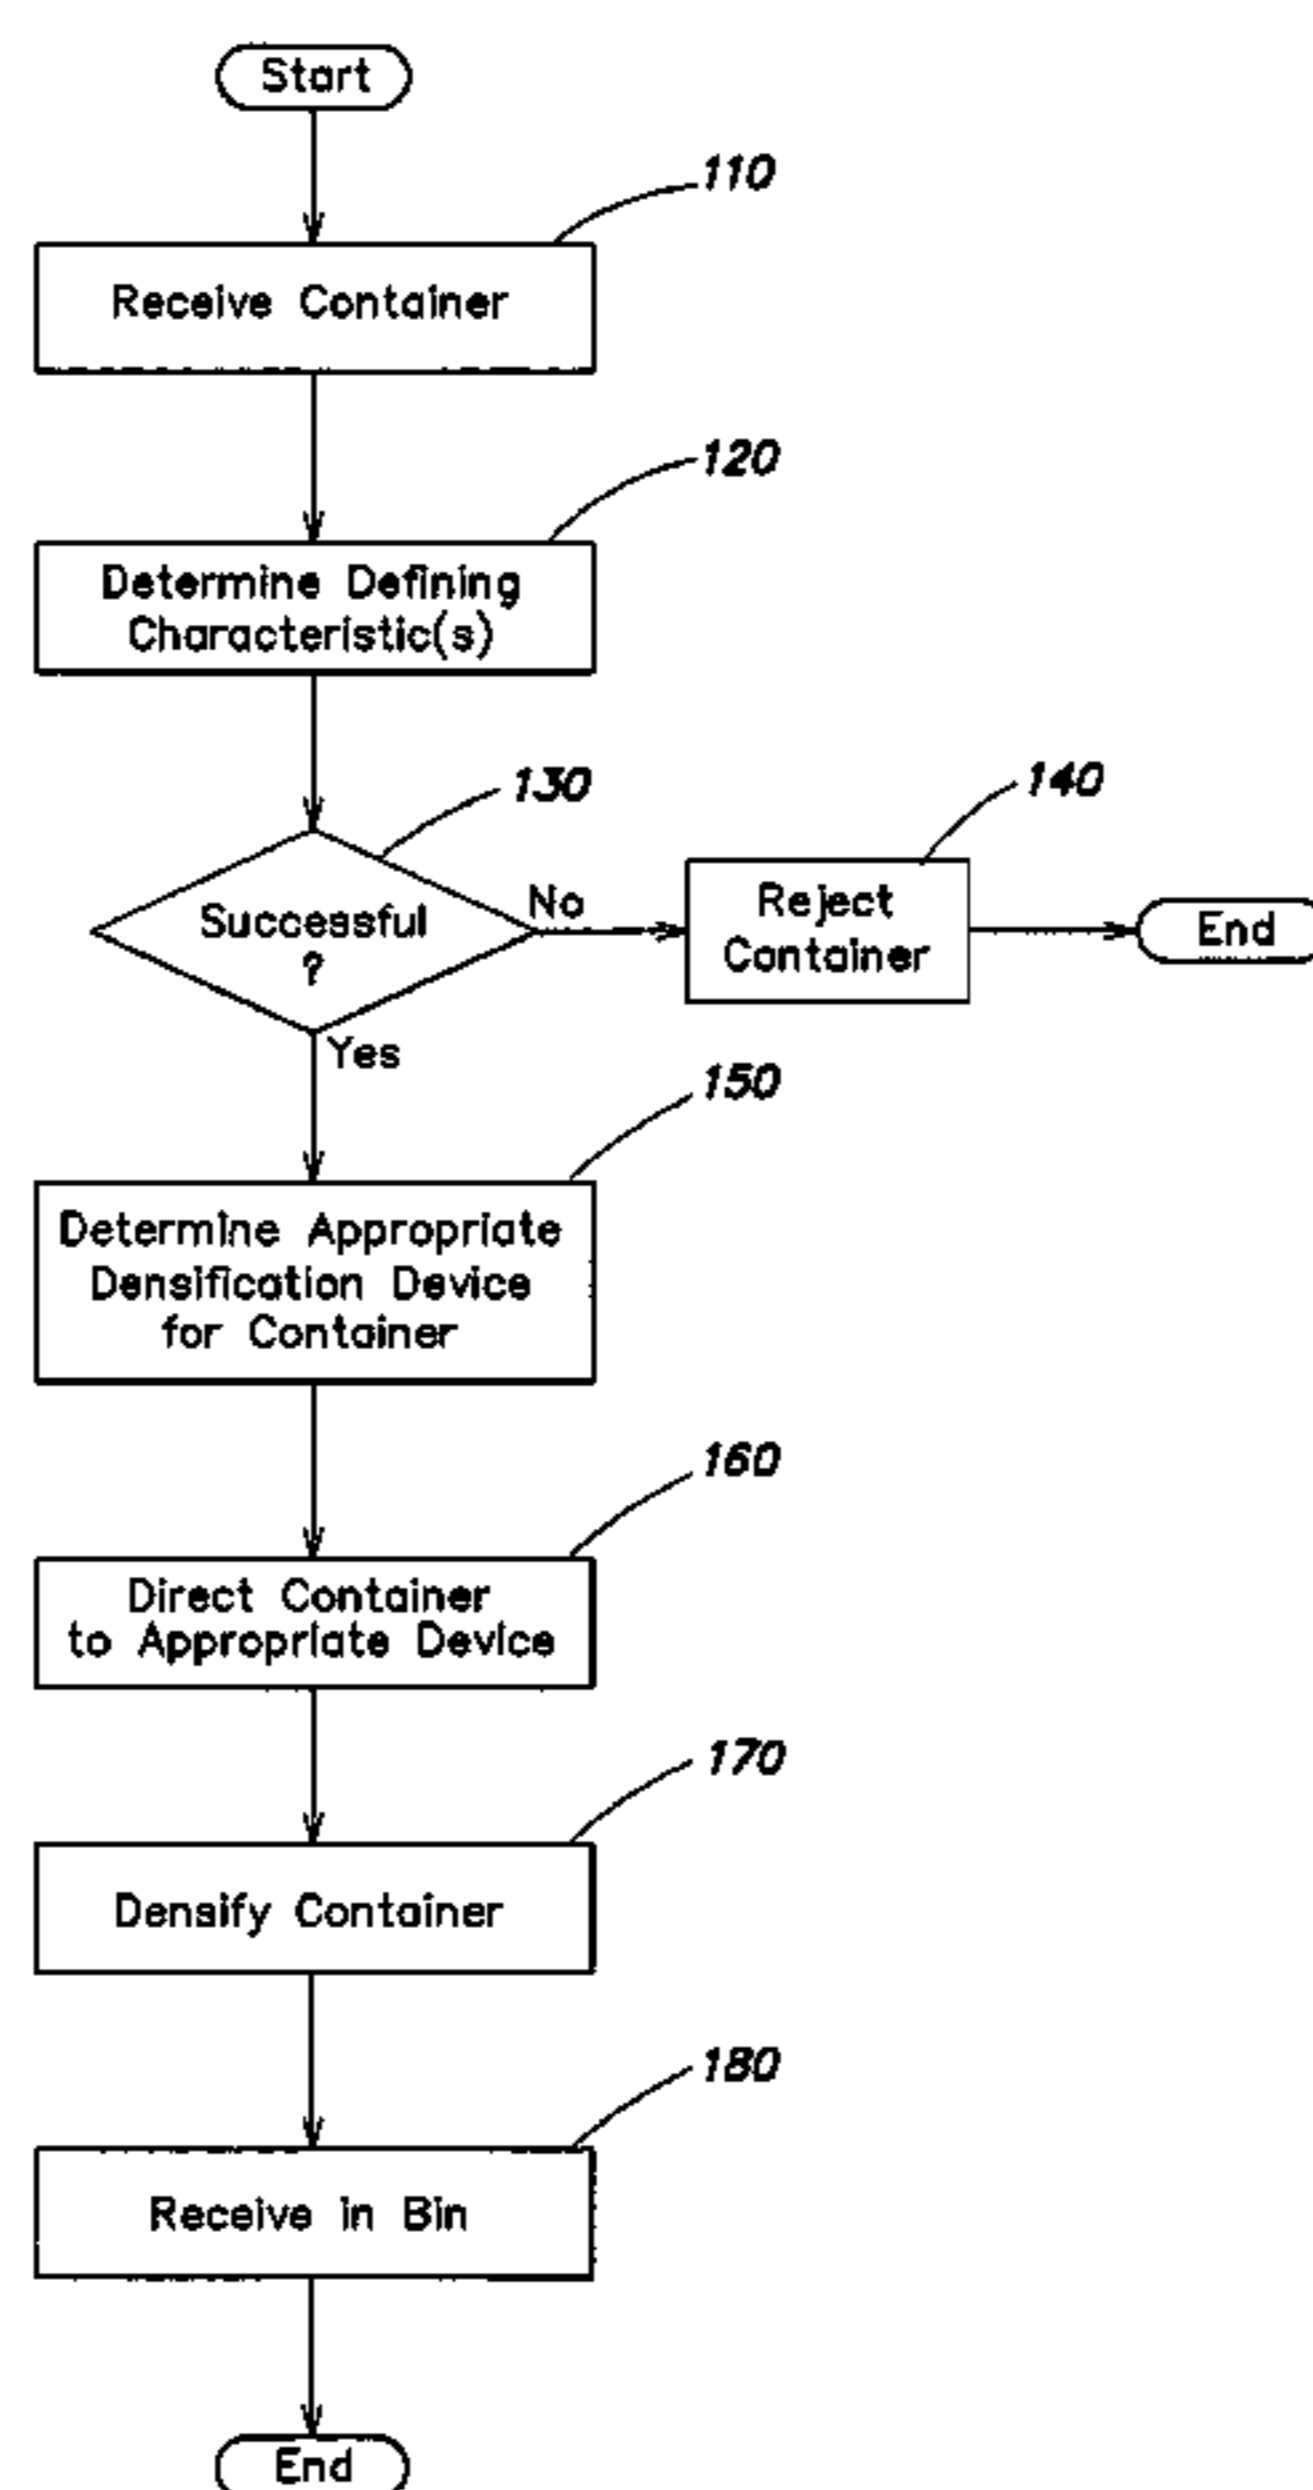 Start
110
Receive Container
120
Determine Defining
Characteristic(s)
130
140
Successful
?
No
Reject
Container
End
Yes
150
Determine Appropriate
Densification Device
for Container
160
Direct Container
to Appropriate Device
170
Densify Container
180
Receive in Bin
End